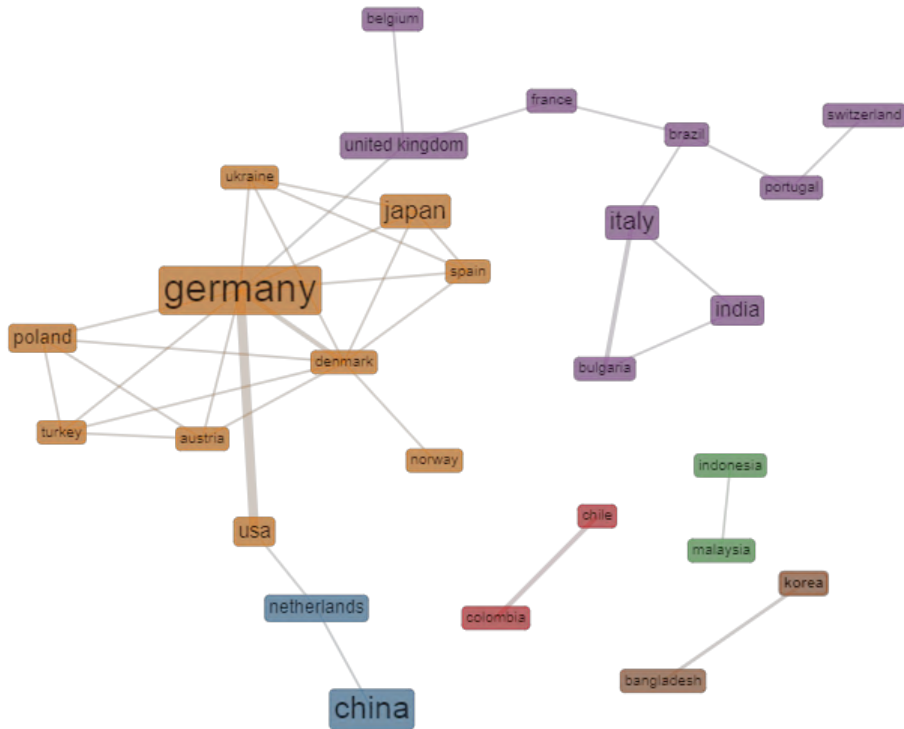 belgium
france
switzerland
brazil
united kingdom
ukraine
portugal
japan
italy
spain
germany
india
poland
denmark
bulgaria
turkey
austria
norway
indonesia
chile
usa
malaysia
korea
netherlands
colombia
bangladesh
china